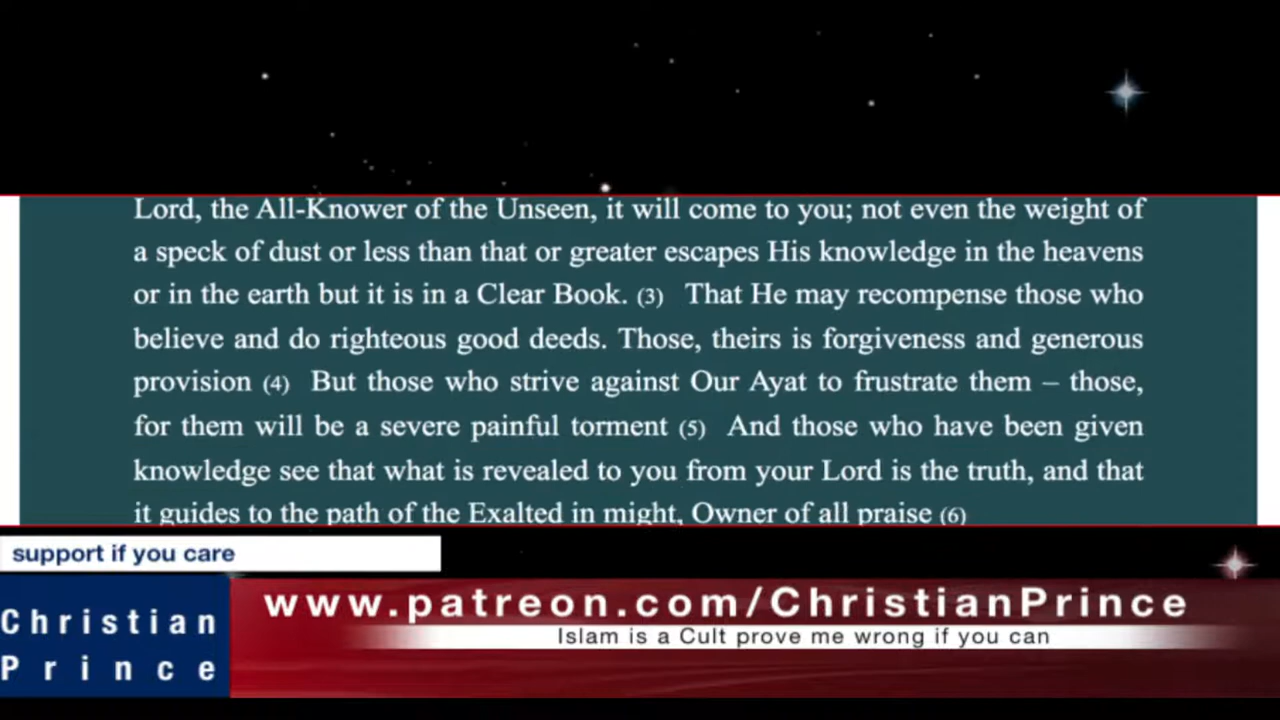 Lord, the All-Knower of the Unseen, it will come to you; not even the weight of
a speck of dust or less than that or greater escapes His knowledge in the heavens
or in the earth but it is in a Clear Book. (3) That He may recompense those who
believe and do righteous good deeds. Those, theirs is forgiveness and generous
provision (4) But those who strive against Our Ayat to frustrate them – those,
for them will be a severe painful torment (5) And those who have been given
knowledge see that what is revealed to you from your Lord is the truth, and that
it guides to the path of the Exalted in might, Owner of all praise (6)
support if you care
Christian
Prince
www.patreon.com/ChristianPrince
Islam is a Cult prove me wrong if you can